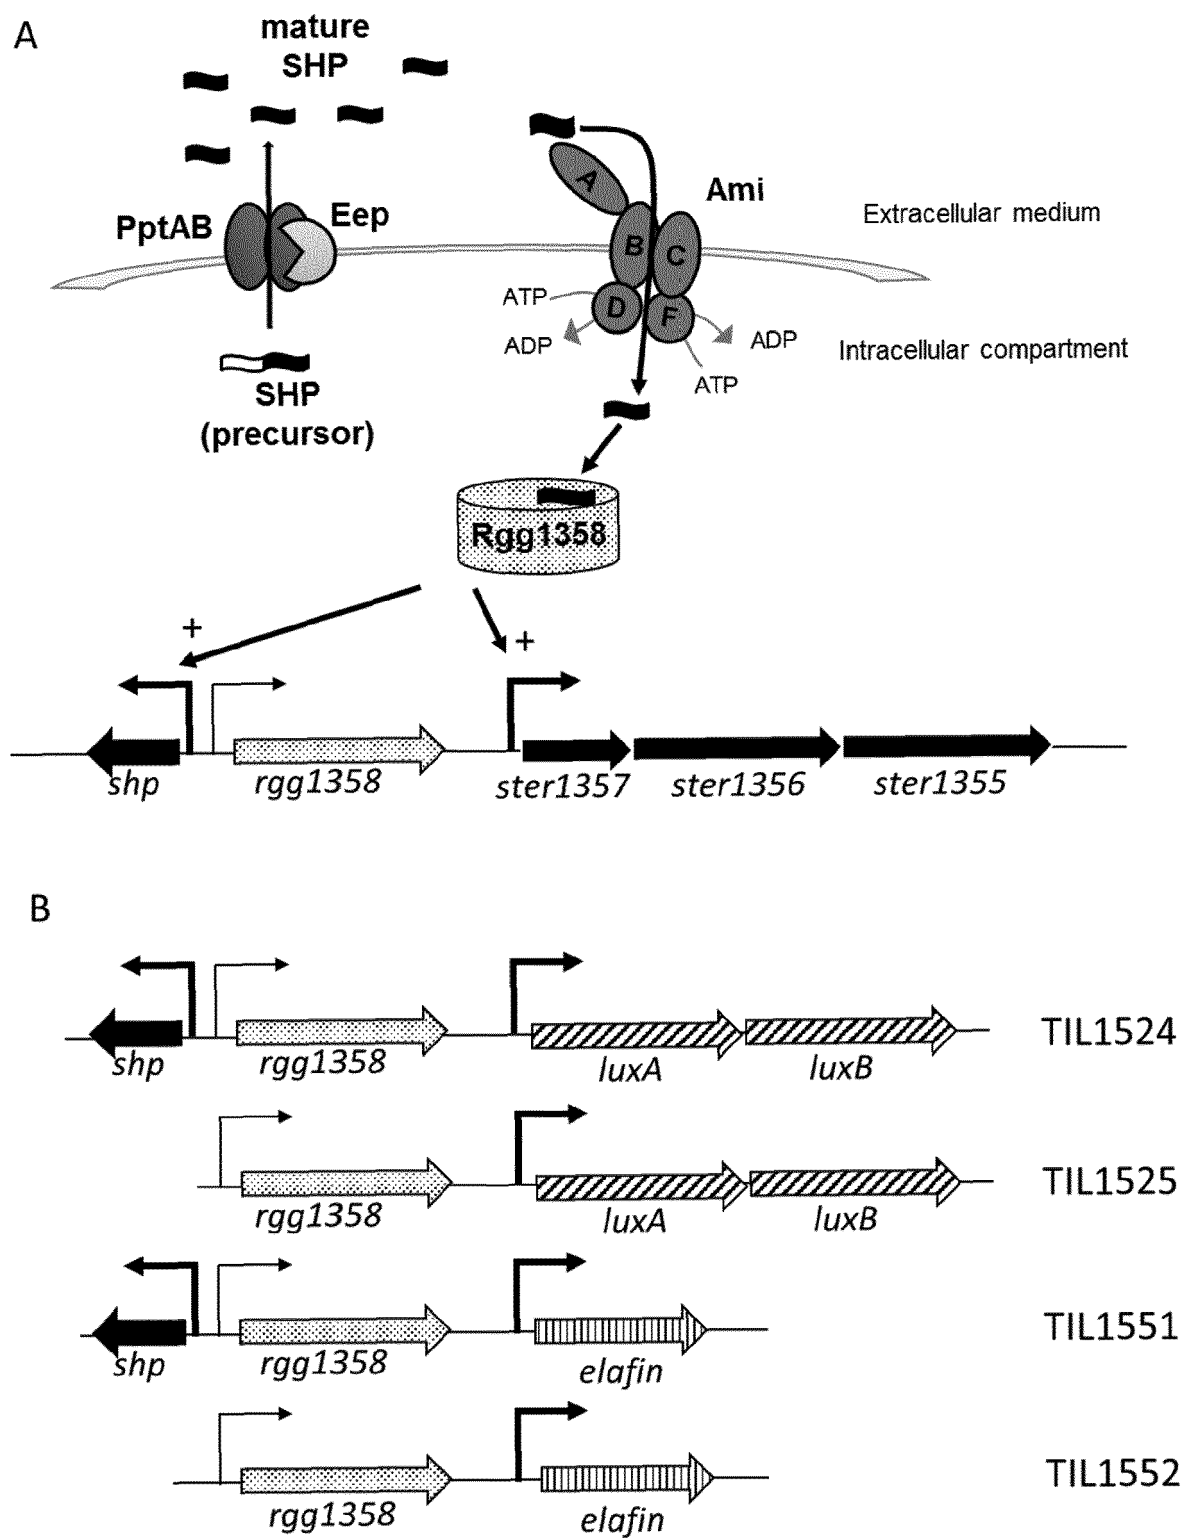 A
mature
SHP
A
Ami
PptAB
Eep
Extracellular medium
B
C
ATP
D
F
ADP
ADP
Intracellular compartment
ATP
SHP
(precursor)
Rgg1358
+
+
shp
rgg1358
ster1357
ster1356
ster1355
B
TIL1524
shp
rgg1358
luxA
luxB
TIL1525
rgg1358
luxA
luxB
TIL1551
shp
rgg1358
elafin
TIL1552
rgg1358
elafin